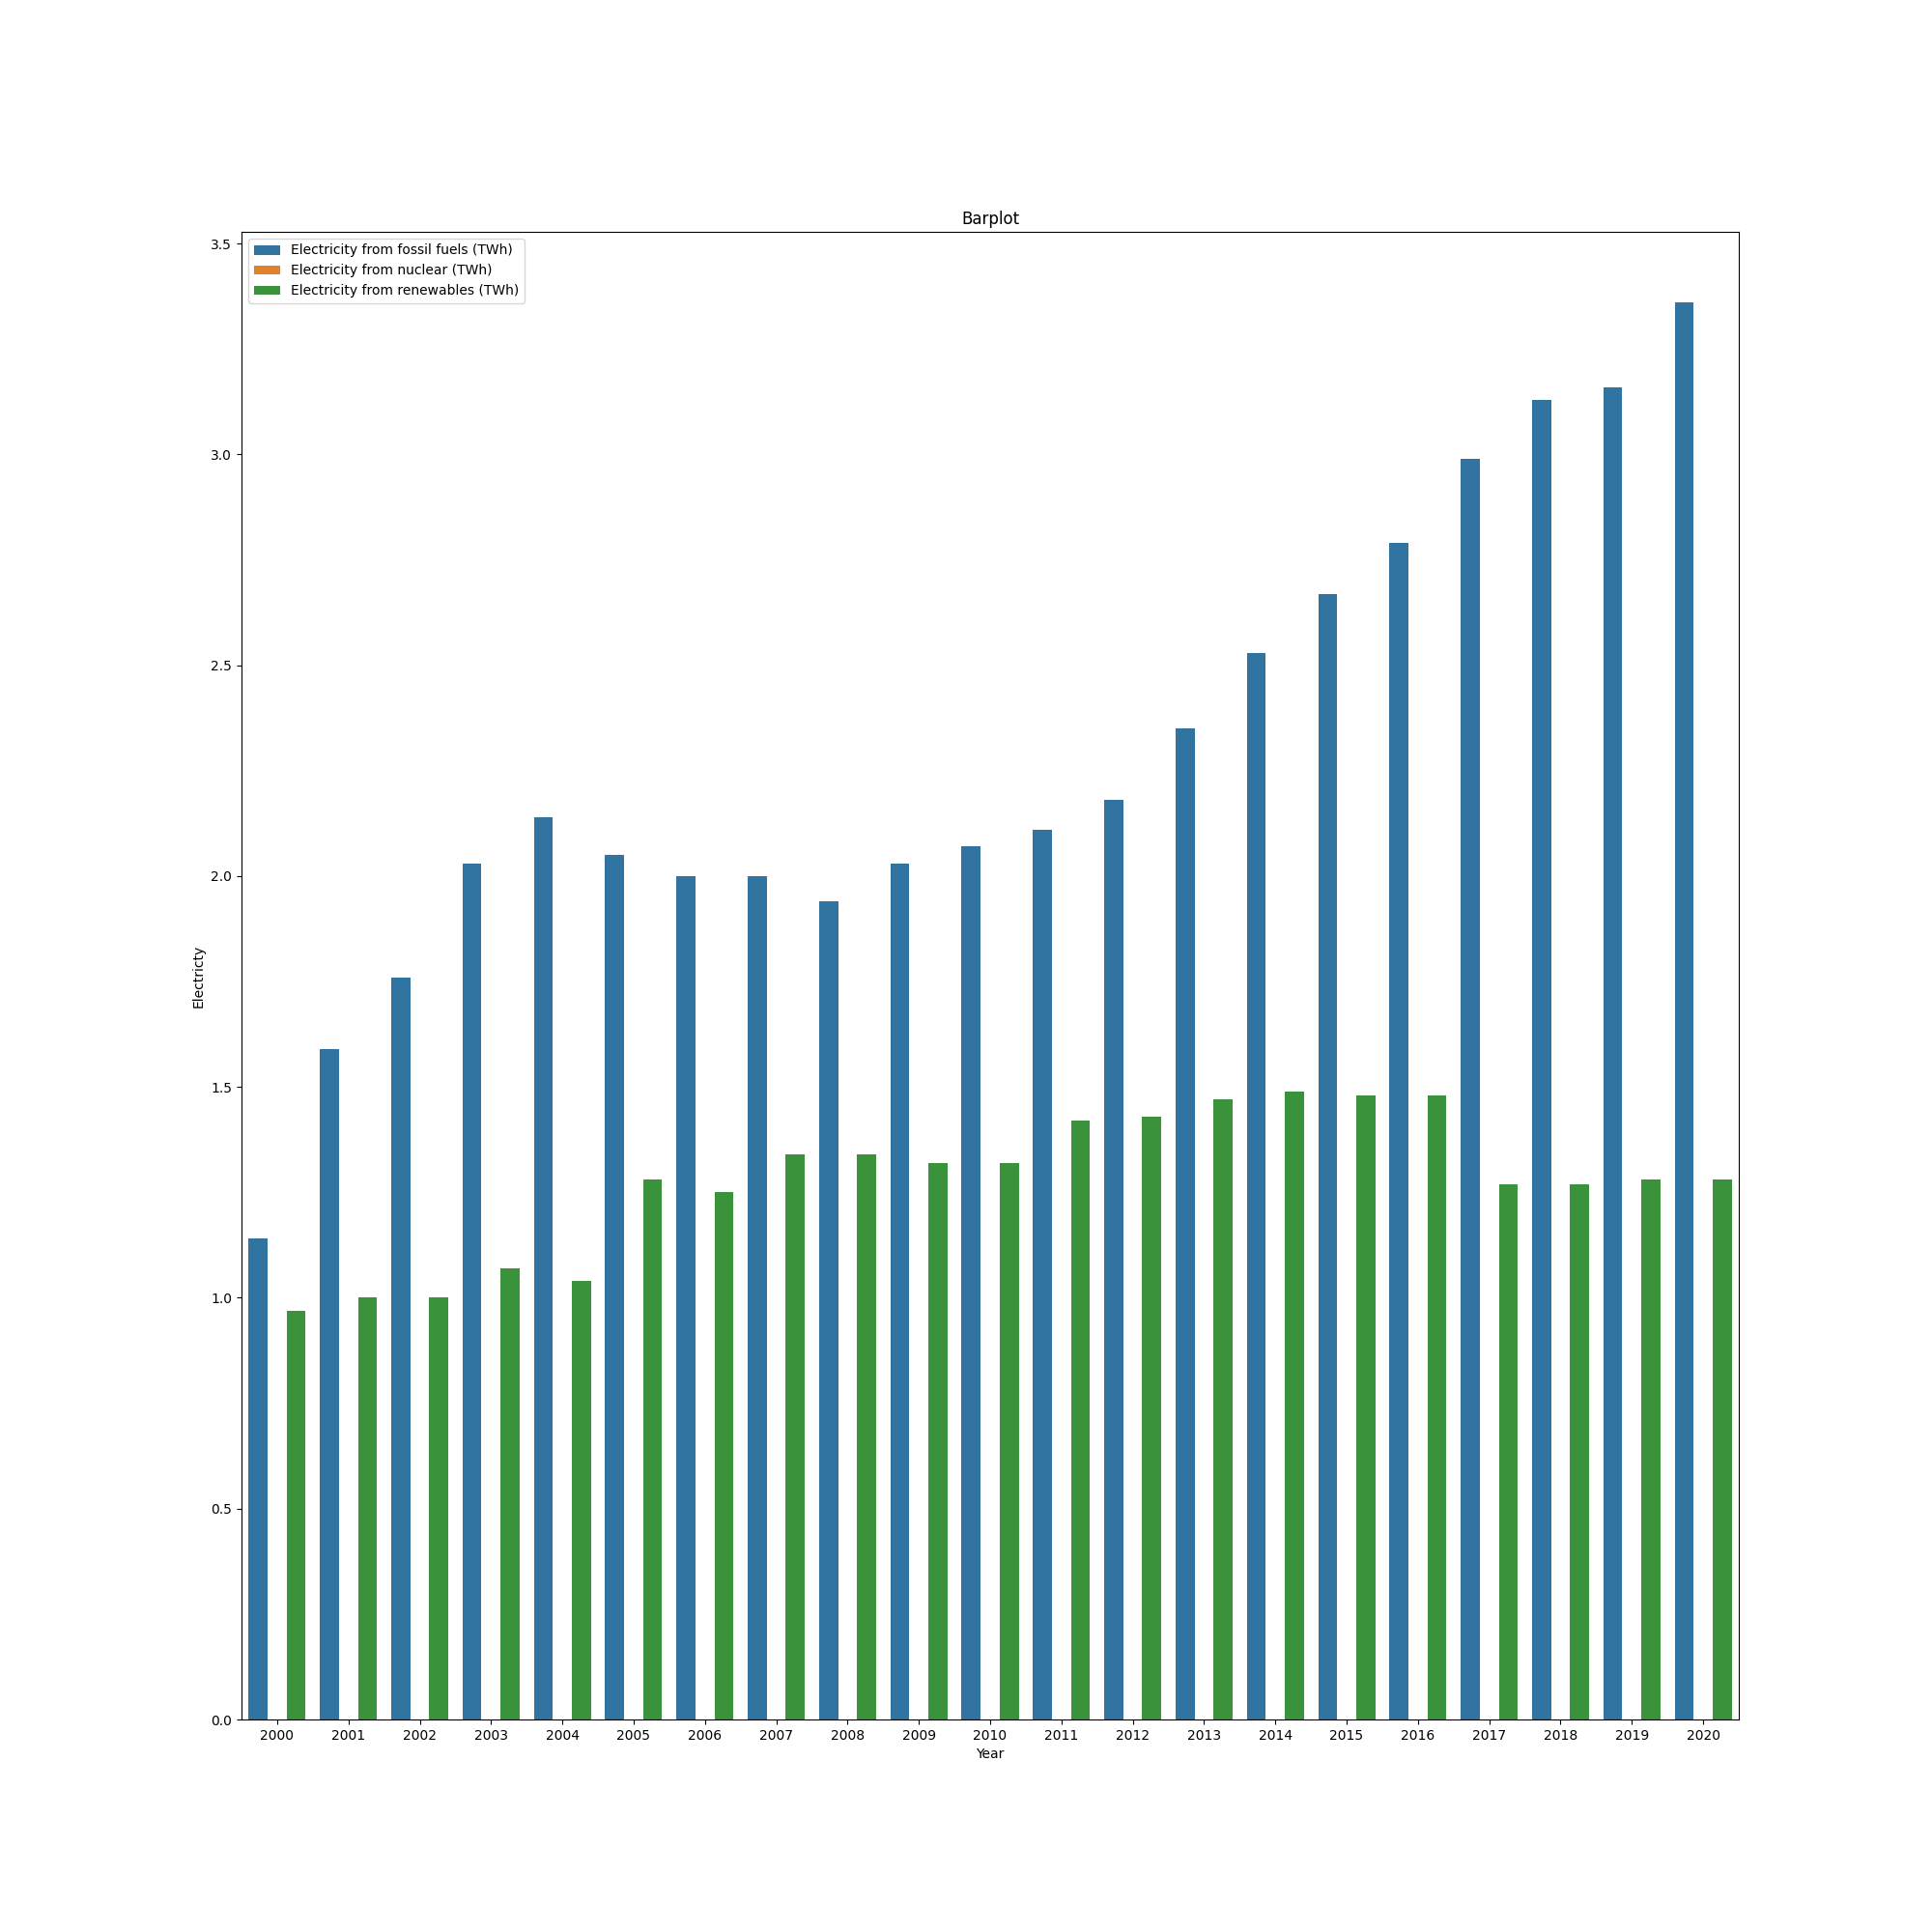 Barplot
Electricity from fossil fuels (TWh)
Electricity from nuclear (TWh)
Electricity from renewables (TWh)
3.5
3.0
2.5
2.0
1.5
1.0
0.5
0.0
Electricty
2000 2001 2002 2003 2004 2005 2006 2007 2008 2009 2010 2011 2012 2013 2014 2015 2016 2017 2018 2019 2020
Year